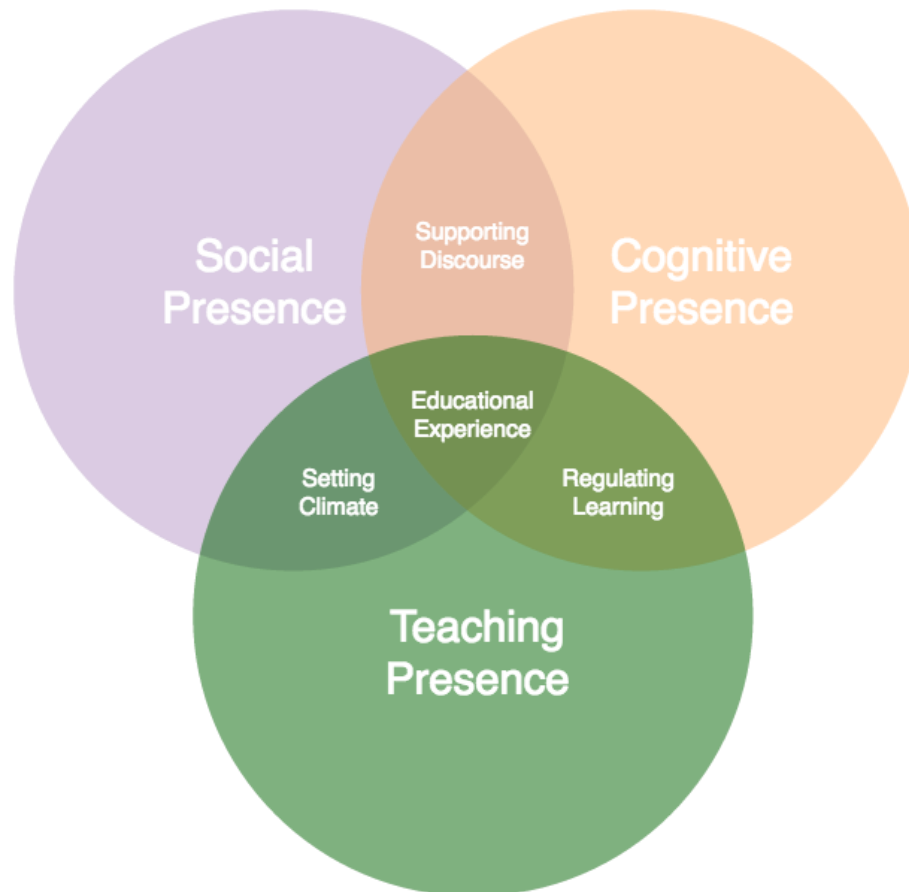 Supporting
Discourse
Social
Presence
Cognitive
Presence
Educational
Experience
Setting
Climate
Regulating
Learning
Teaching
Presence